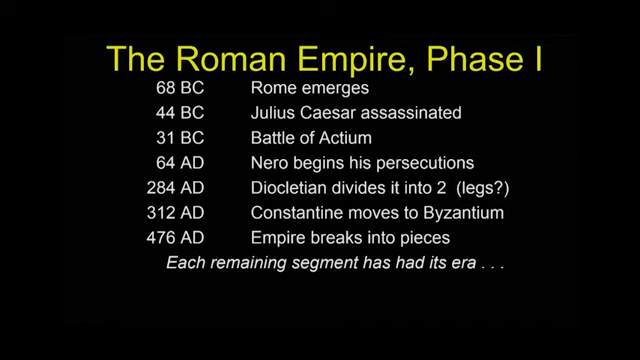 The Roman Empire, Phase I
68 BC Rome emerges
44 BC Julius Caesar assassinated
31 BC Battle of Actium
64 AD Nero begins his persecutions
284 AD Diocletian divides it into 2 (legs?)
312 AD Constantine moves to Byzantium
476 AD Empire breaks into pieces
Each remaining segment has had its era . . .